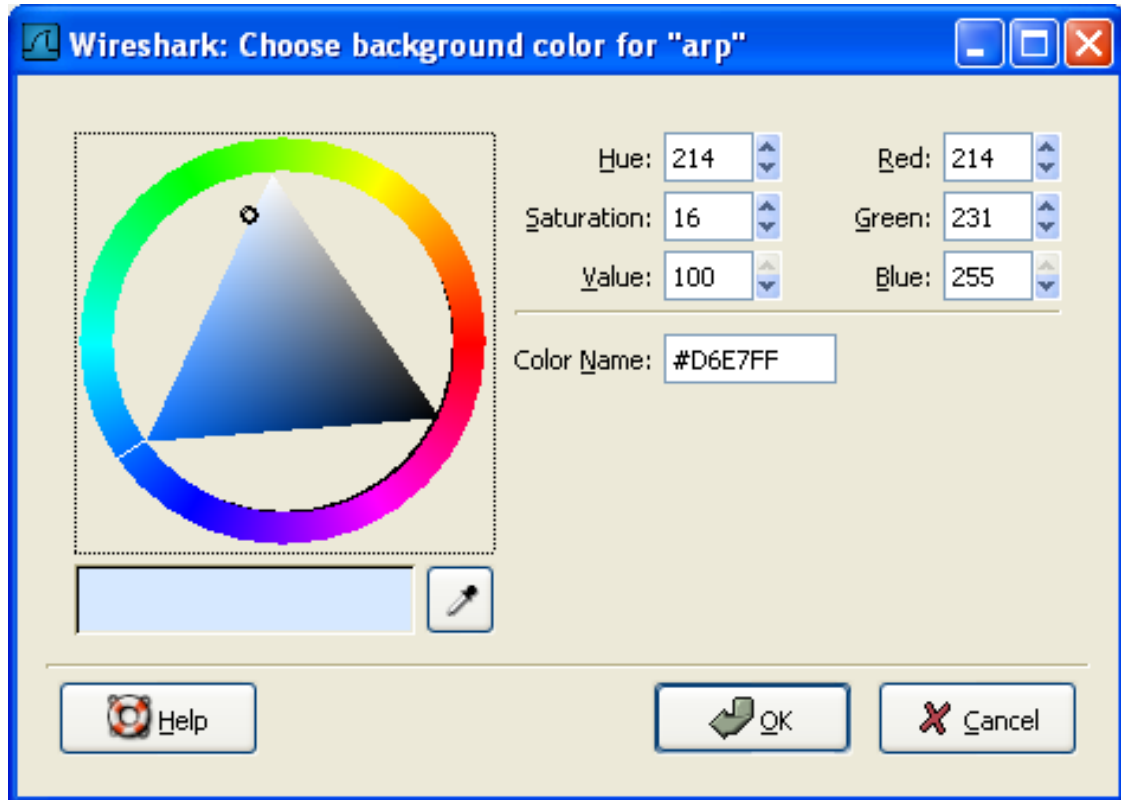 Wireshark: Choose background color for "arp"
Hue: 214 Red: 214
Saturation: 16 Green: 231
Value: 100 Blue: 255
Color Name: #D6E7FF
Help OK Cancel